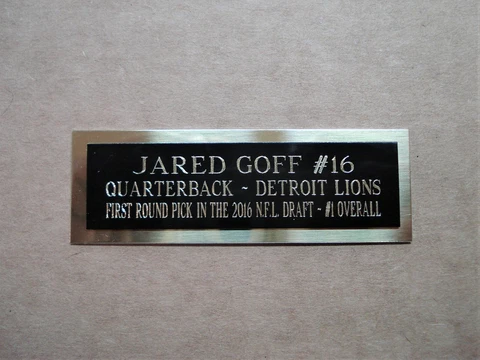 JARED GOFF #16
QUARTERBACK ~ DETROIT LIONS
FIRST ROUND PICK IN THE 2016 N.F.L. DRAFT - #1 OVERALL